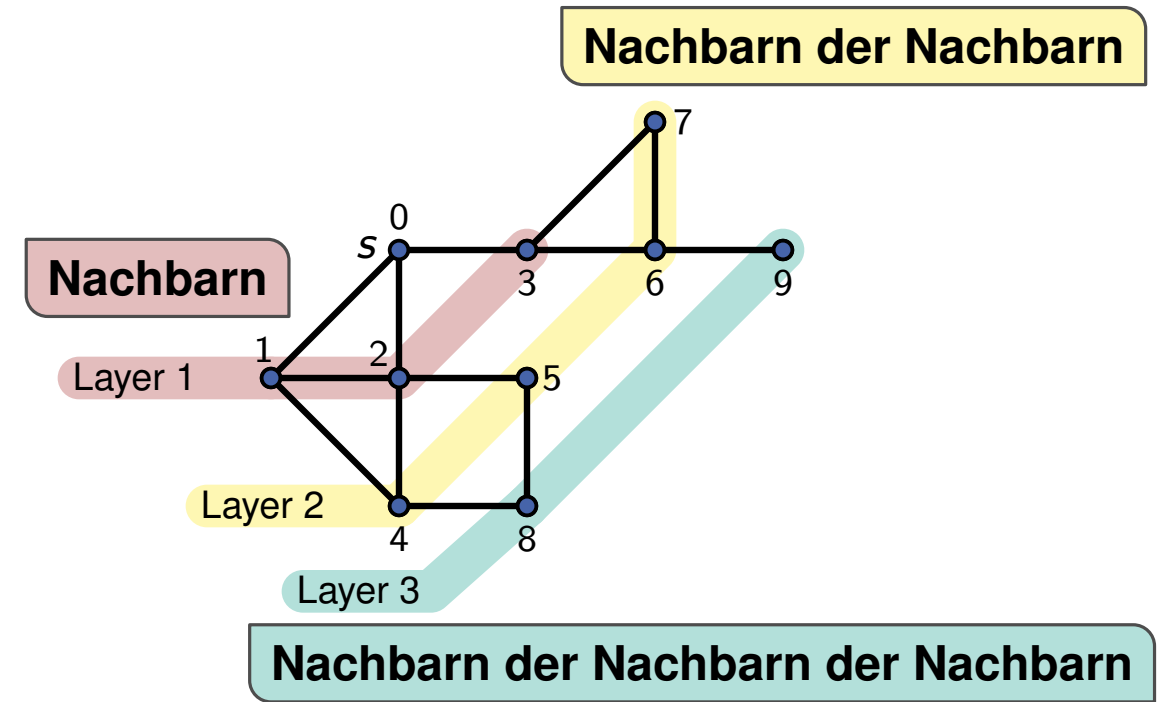 Nachbarn der Nachbarn
7
0
s
Nachbarn
3
6
9
1
2
Layer 1
5
Layer 2
4
8
Layer 3
Nachbarn der Nachbarn der Nachbarn